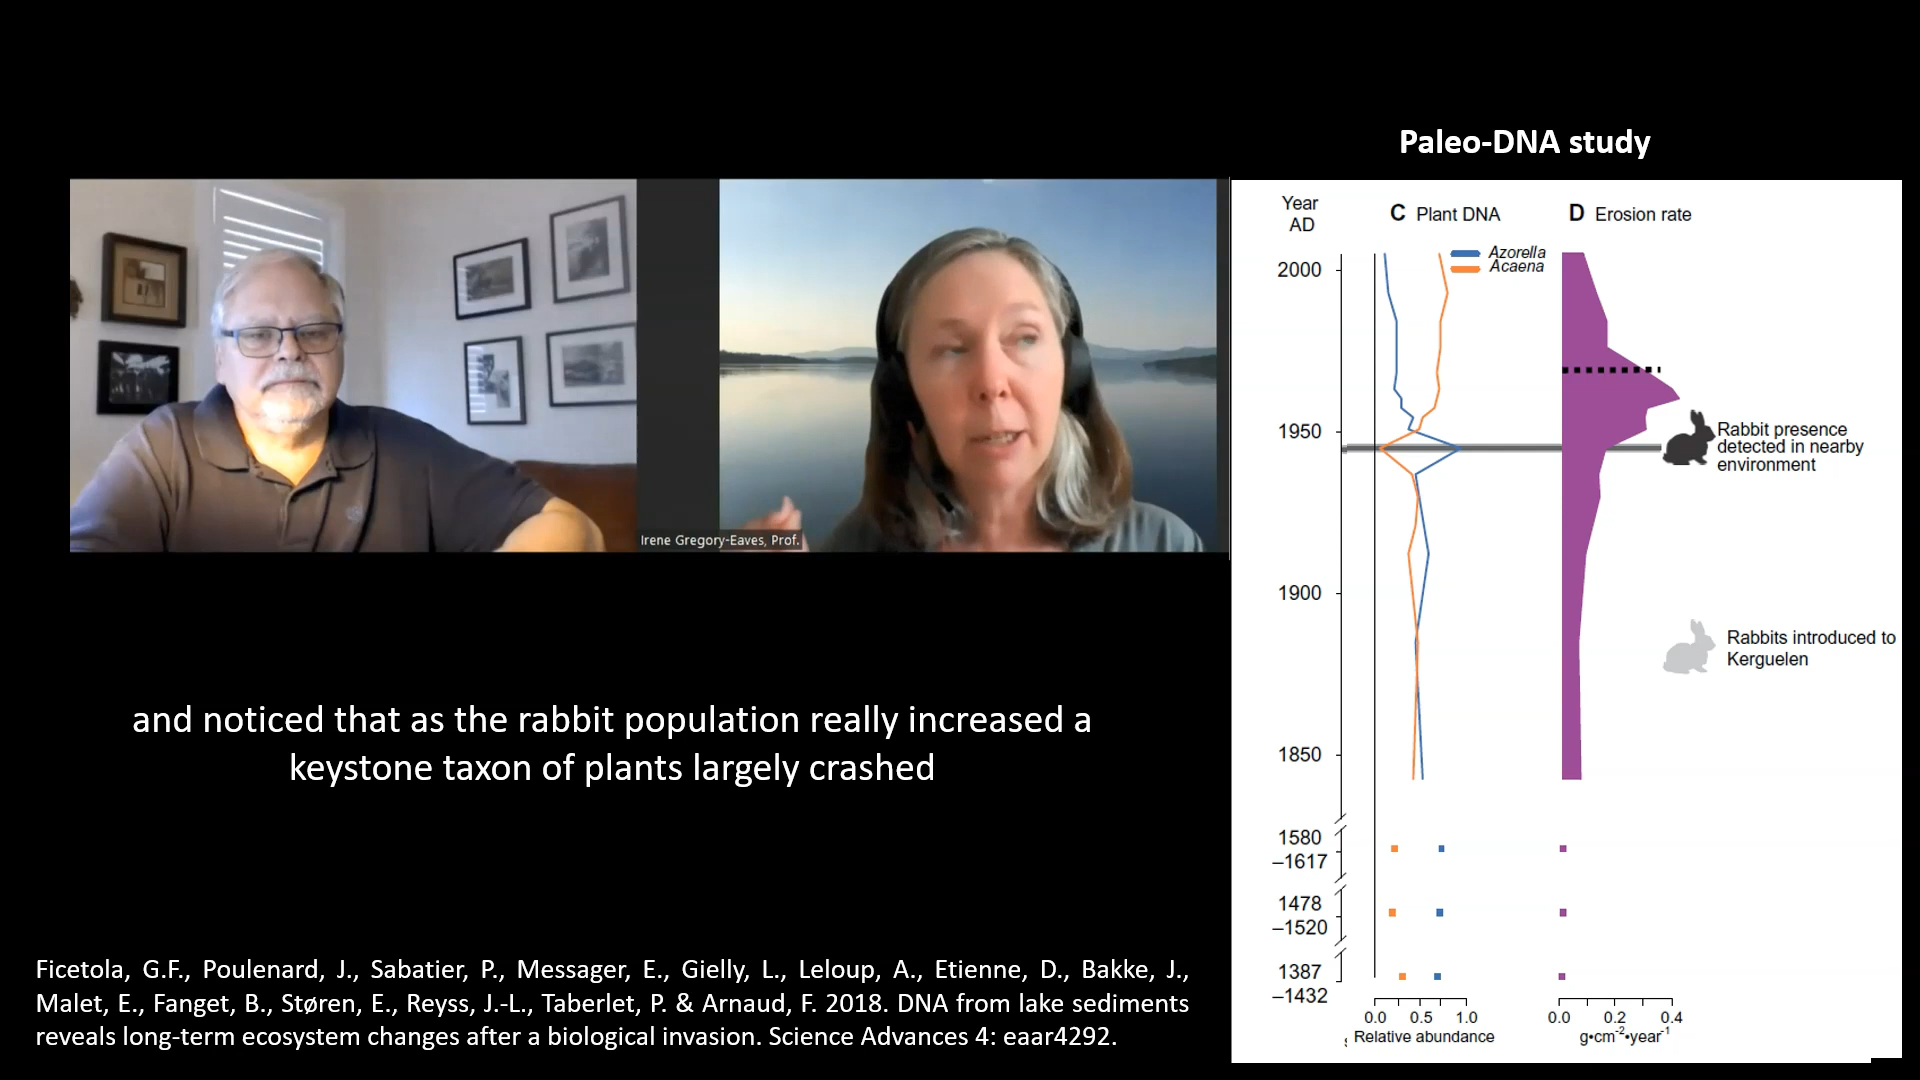 Paleo-DNA study
Year
AD
C Plant DNA
D Erosion rate
Azorella
Acaena
2000
1950
1900
1850
1580
–1617
1478
–1520
1387
–1432
Rabbit presence
detected in nearby
environment
Rabbits introduced to
Kerguelen
0.0 0.5 1.0
Relative abundance
0.0 0.2 0.4
g•cm⁻²•year⁻¹
Irene Gregory-Eaves, Prof.
and noticed that as the rabbit population really increased a
keystone taxon of plants largely crashed
Ficetola, G.F., Poulenard, J., Sabatier, P., Messager, E., Gielly, L., Leloup, A., Etienne, D., Bakke, J.,
Malet, E., Fanget, B., Støren, E., Reyss, J.-L., Taberlet, P. & Arnaud, F. 2018. DNA from lake sediments
reveals long-term ecosystem changes after a biological invasion. Science Advances 4: eaar4292.